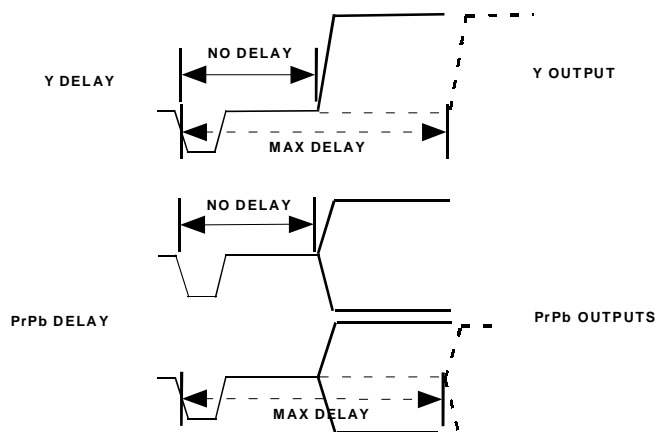 NO DELAY
Y DELAY
Y OUTPUT
MAX DELAY
NO DELAY
PrPb DELAY
PrPb OUTPUTS
MAX DELAY